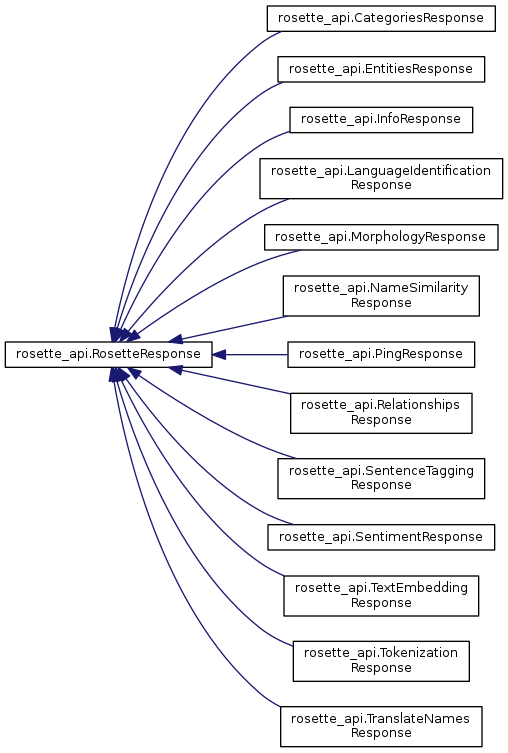 rosette_api.CategoriesResponse
rosette_api.EntitiesResponse
rosette_api.InfoResponse
rosette_api.LanguageIdentification
Response
rosette_api.MorphologyResponse
rosette_api.NameSimilarity
Response
rosette_api.RosetteResponse
rosette_api.PingResponse
rosette_api.Relationships
Response
rosette_api.SentenceTagging
Response
rosette_api.SentimentResponse
rosette_api.TextEmbedding
Response
rosette_api.Tokenization
Response
rosette_api.TranslateNames
Response